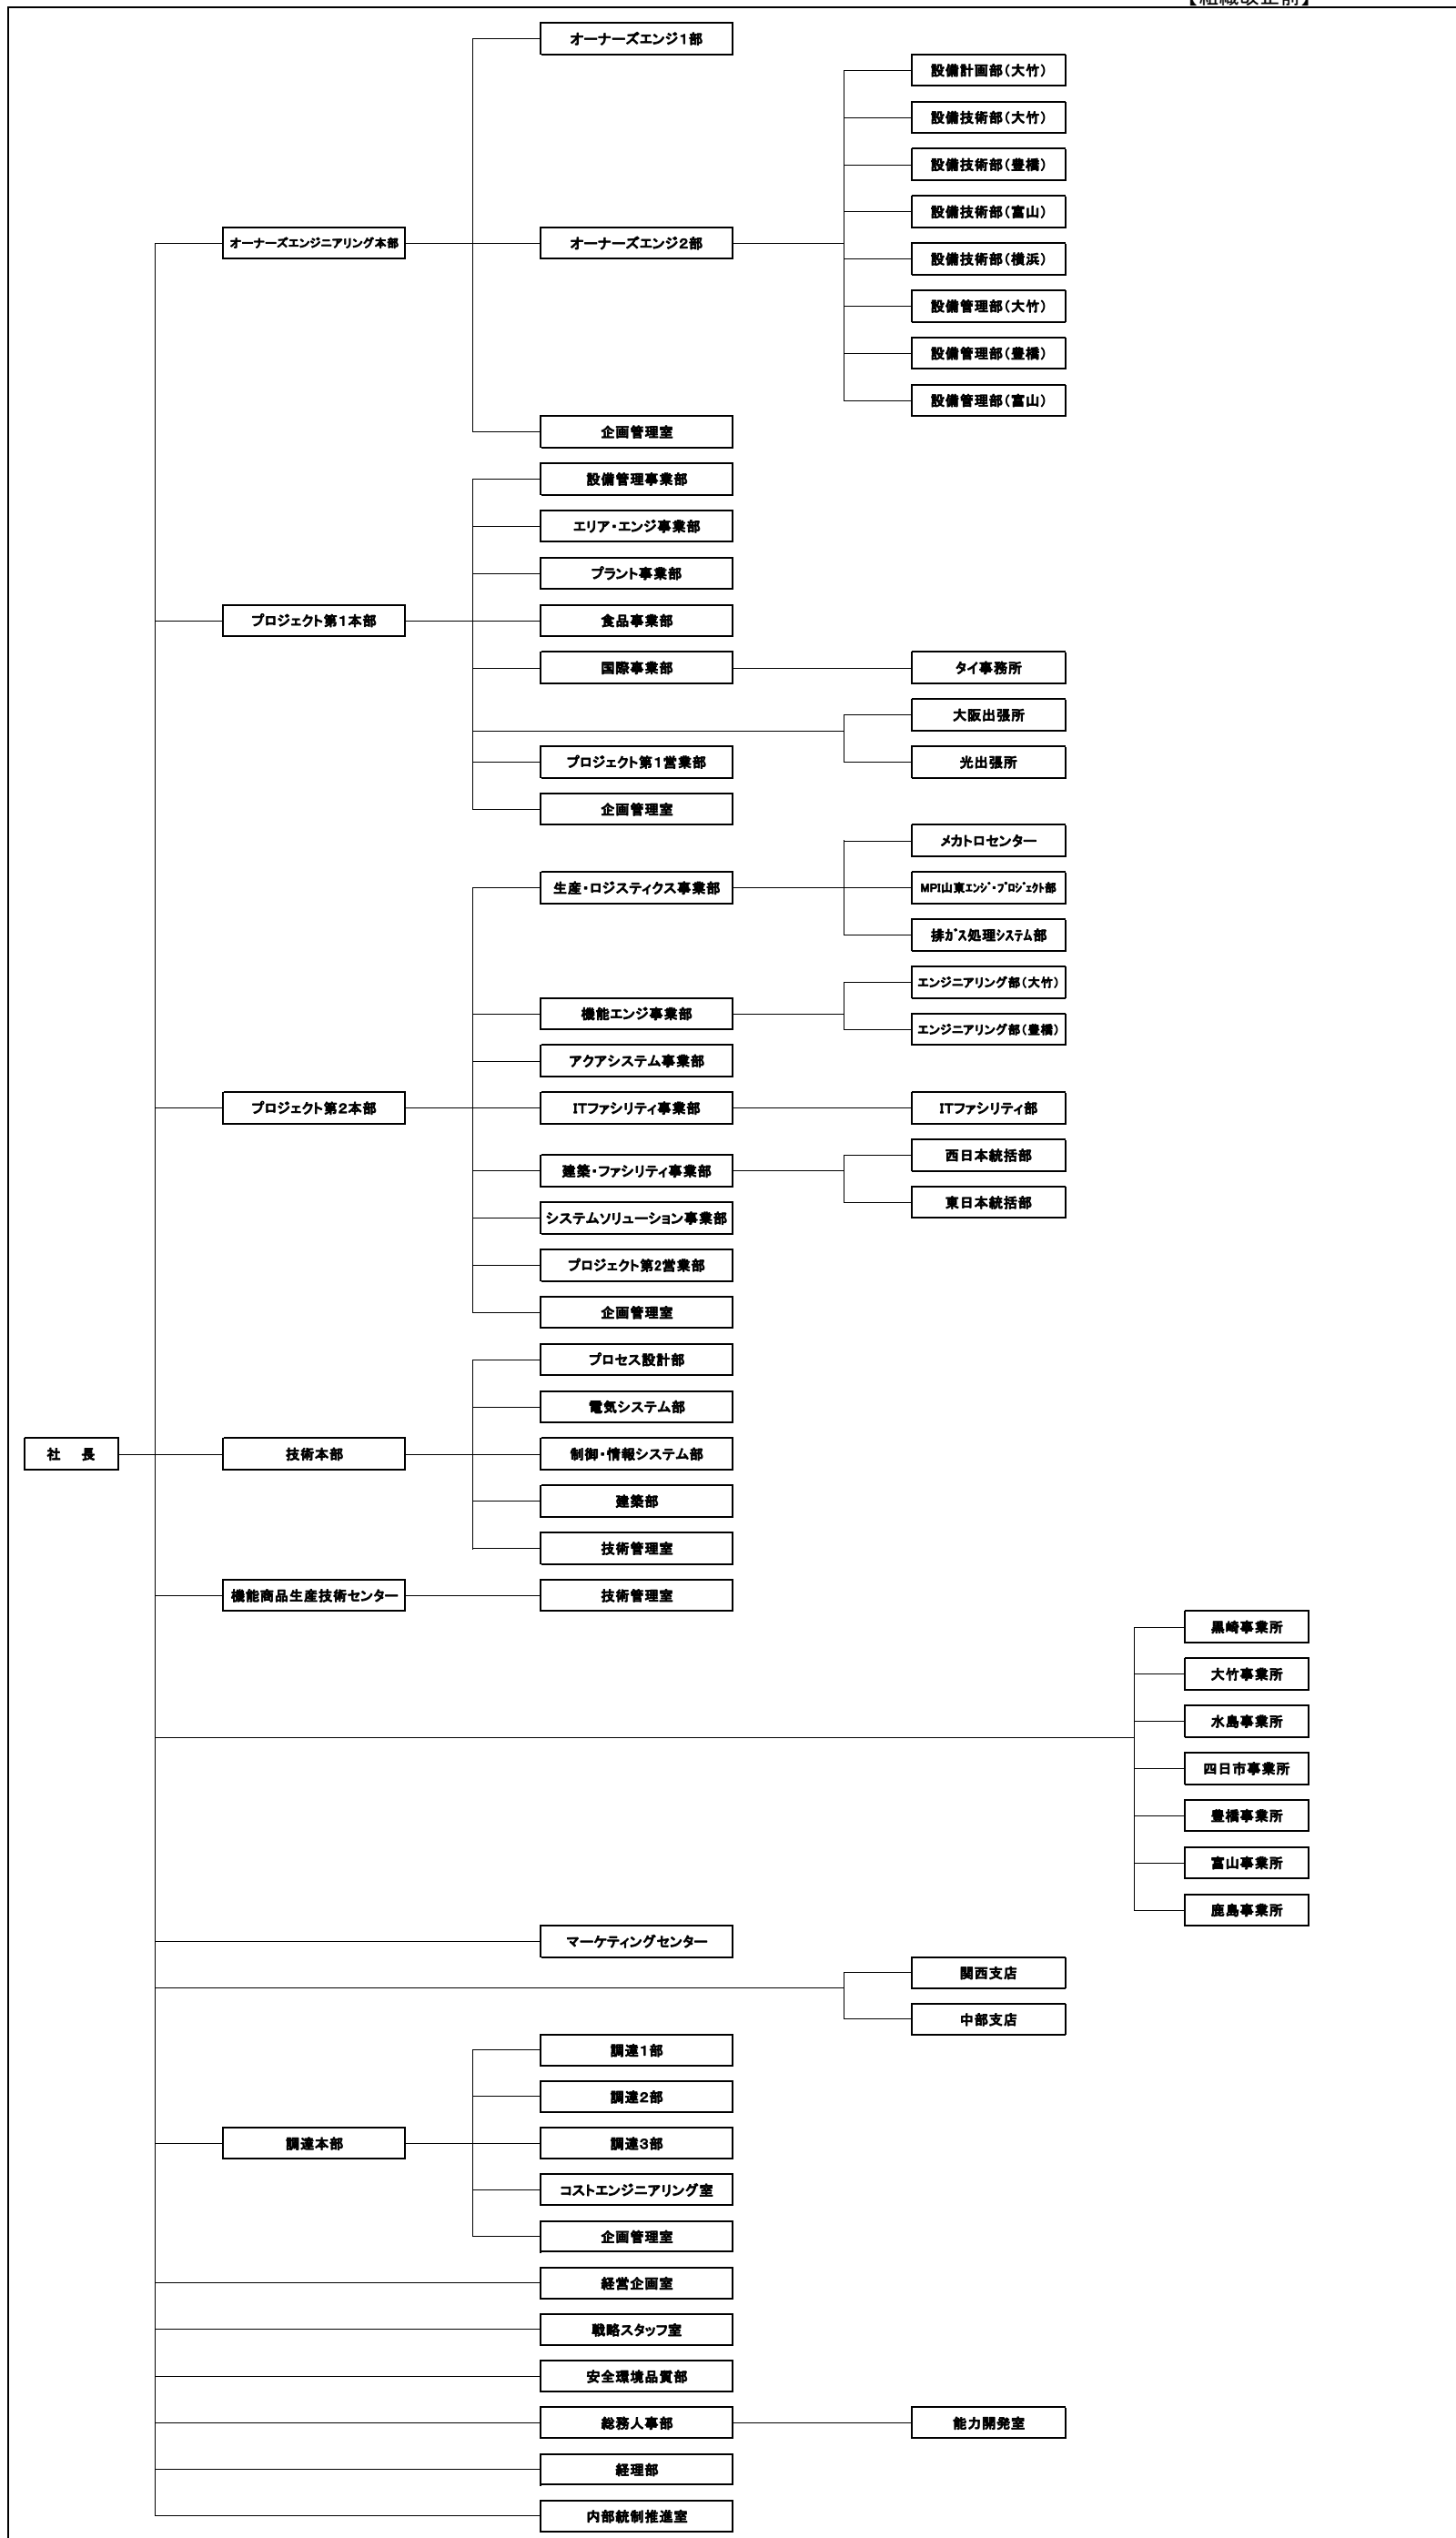 【組織改正前】
オーナーズエンジ1部
設備計画部(大竹)
設備技術部(大竹)
設備技術部(豊橋)
設備技術部(富山)
オーナーズエンジニアリング本部
オーナーズエンジ2部
設備技術部(横浜)
設備管理部(大竹)
設備管理部(豊橋)
設備管理部(富山)
企画管理室
設備管理事業部
エリア・エンジ事業部
プラント事業部
プロジェクト第1本部
食品事業部
国際事業部
タイ事務所
大阪出張所
プロジェクト第1営業部
光出張所
企画管理室
メカトロセンター
生産・ロジスティクス事業部
MPI山東エンジ・プロジェクト部
排ガス処理システム部
エンジニアリング部(大竹)
機能エンジ事業部
エンジニアリング部(豊橋)
アクアシステム事業部
プロジェクト第2本部
ITファシリティ事業部
ITファシリティ部
西日本統括部
建築・ファシリティ事業部
東日本統括部
システムソリューション事業部
プロジェクト第2営業部
企画管理室
プロセス設計部
電気システム部
社 長
技術本部
制御・情報システム部
建築部
技術管理室
機能商品生産技術センター
技術管理室
黒崎事業所
大竹事業所
水島事業所
四日市事業所
豊橋事業所
富山事業所
鹿島事業所
マーケティングセンター
関西支店
中部支店
調達1部
調達2部
調達本部
調達3部
コストエンジニアリング室
企画管理室
経営企画室
戦略スタッフ室
安全環境品質部
総務人事部
能力開発室
経理部
内部統制推進室